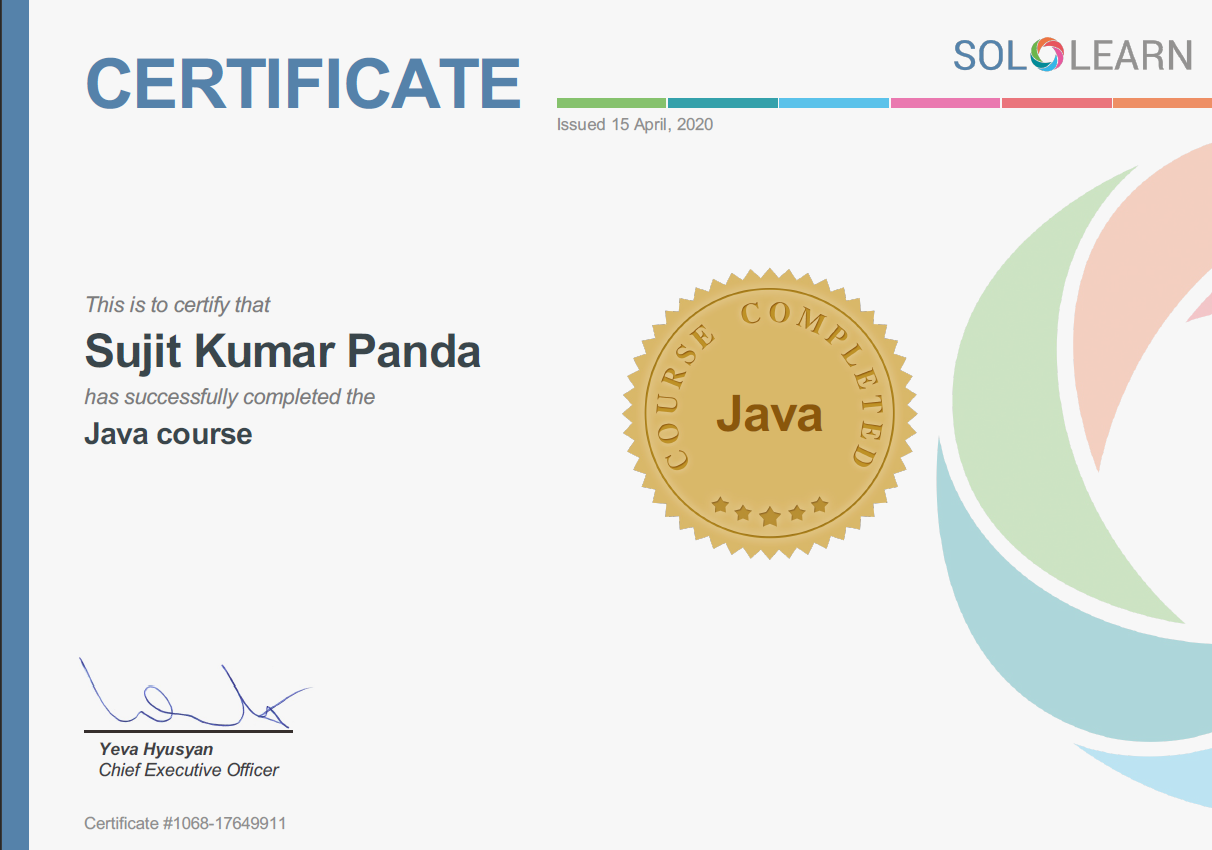 CERTIFICATE
SOLOLEARN
Issued 15 April, 2020
This is to certify that
Sujit Kumar Panda
has successfully completed the
Java course
COURSE COMPLETED
Java
Yeva Hyusyan
Chief Executive Officer
Certificate #1068-17649911